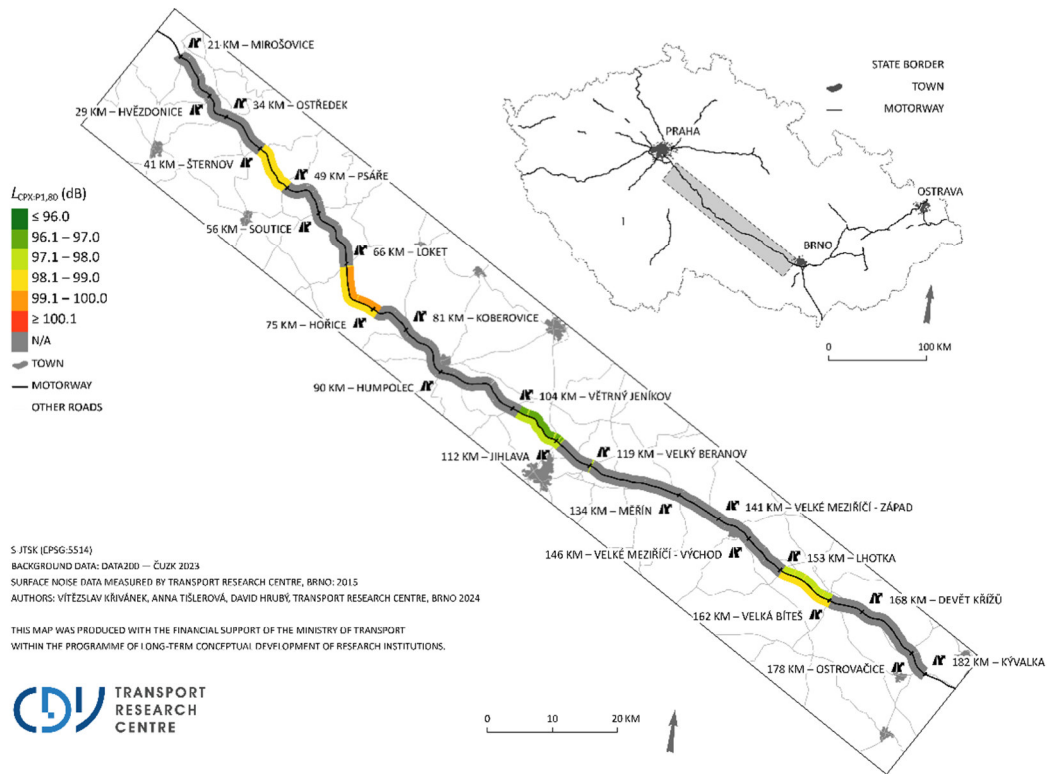 21 KM – MIROŠOVICE
34 KM – OSTŘEDEK
29 KM – HVĚZDONICE
41 KM – ŠTERNOV
49 KM – PSÁŘE
56 KM – SOUTICE
66 KM – LOKET
75 KM – HOŘICE
81 KM – KOBEROVICE
90 KM – HUMPOLEC
104 KM – VĚTRNÝ JENÍKOV
112 KM – JIHLAVA
119 KM – VELKÝ BERANOV
134 KM – MĚŘÍN
141 KM – VELKÉ MEZIŘÍČÍ - ZÁPAD
146 KM – VELKÉ MEZIŘÍČÍ - VÝCHOD
153 KM – LHOTKA
162 KM – VELKÁ BÍTEŠ
168 KM – DEVĚT KŘÍŽŮ
178 KM – OSTROVAČICE
182 KM – KÝVALKA
STATE BORDER
TOWN
MOTORWAY
PRAHA
OSTRAVA
BRNO
1
0 100 KM
LCPX:P1,80 (dB)
≤ 96.0
96.1 – 97.0
97.1 – 98.0
98.1 – 99.0
99.1 – 100.0
≥ 100.1
N/A
TOWN
MOTORWAY
OTHER ROADS
S JTSK (EPSG:5514)
BACKGROUND DATA: DATA200 — ČÚZK 2023
SURFACE NOISE DATA MEASURED BY TRANSPORT RESEARCH CENTRE, BRNO: 2015
AUTHORS: VÍTĚZSLAV KŘIVÁNEK, ANNA TIŠLEROVÁ, DAVID HRUBÝ, TRANSPORT RESEARCH CENTRE, BRNO 2024
THIS MAP WAS PRODUCED WITH THE FINANCIAL SUPPORT OF THE MINISTRY OF TRANSPORT
WITHIN THE PROGRAMME OF LONG-TERM CONCEPTUAL DEVELOPMENT OF RESEARCH INSTITUTIONS.
CDV
TRANSPORT
RESEARCH
CENTRE
0 10 20 KM